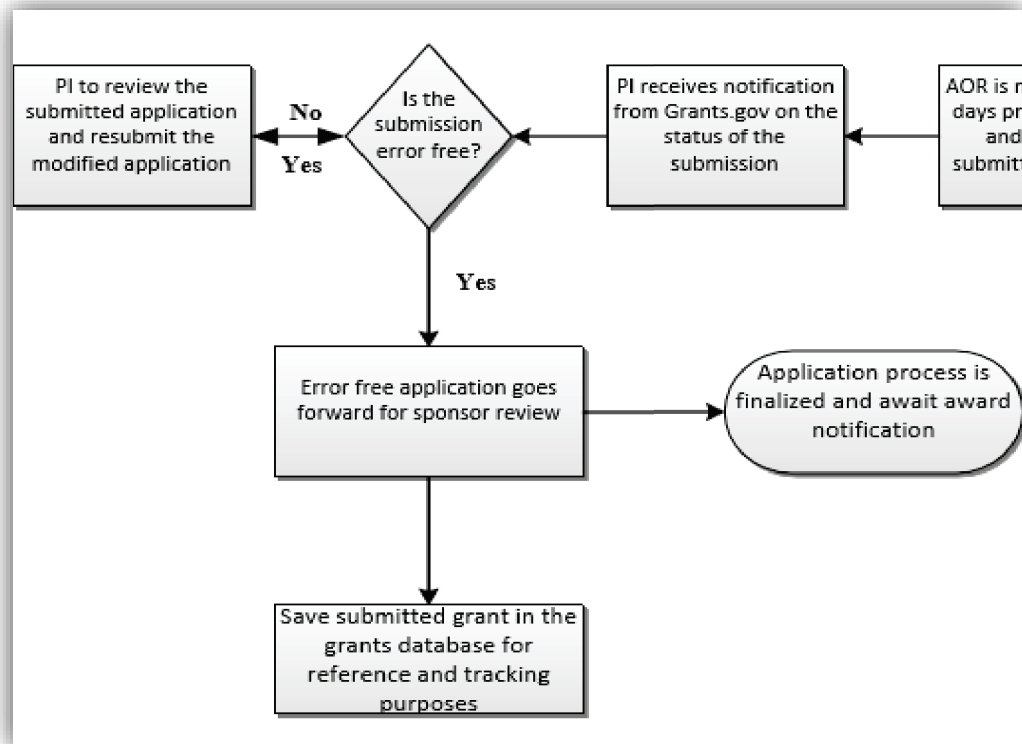 PI to review the
submitted application
and resubmit the
modified application
No
Yes
Is the
submission
error free?
PI receives notification
from Grants.gov on the
status of the
submission
AOR is
days
and
Yes
Error free application goes
forward for sponsor review
Application process is
finalized and await award
notification
Save submitted grant in the
grants database for
reference and tracking
purposes